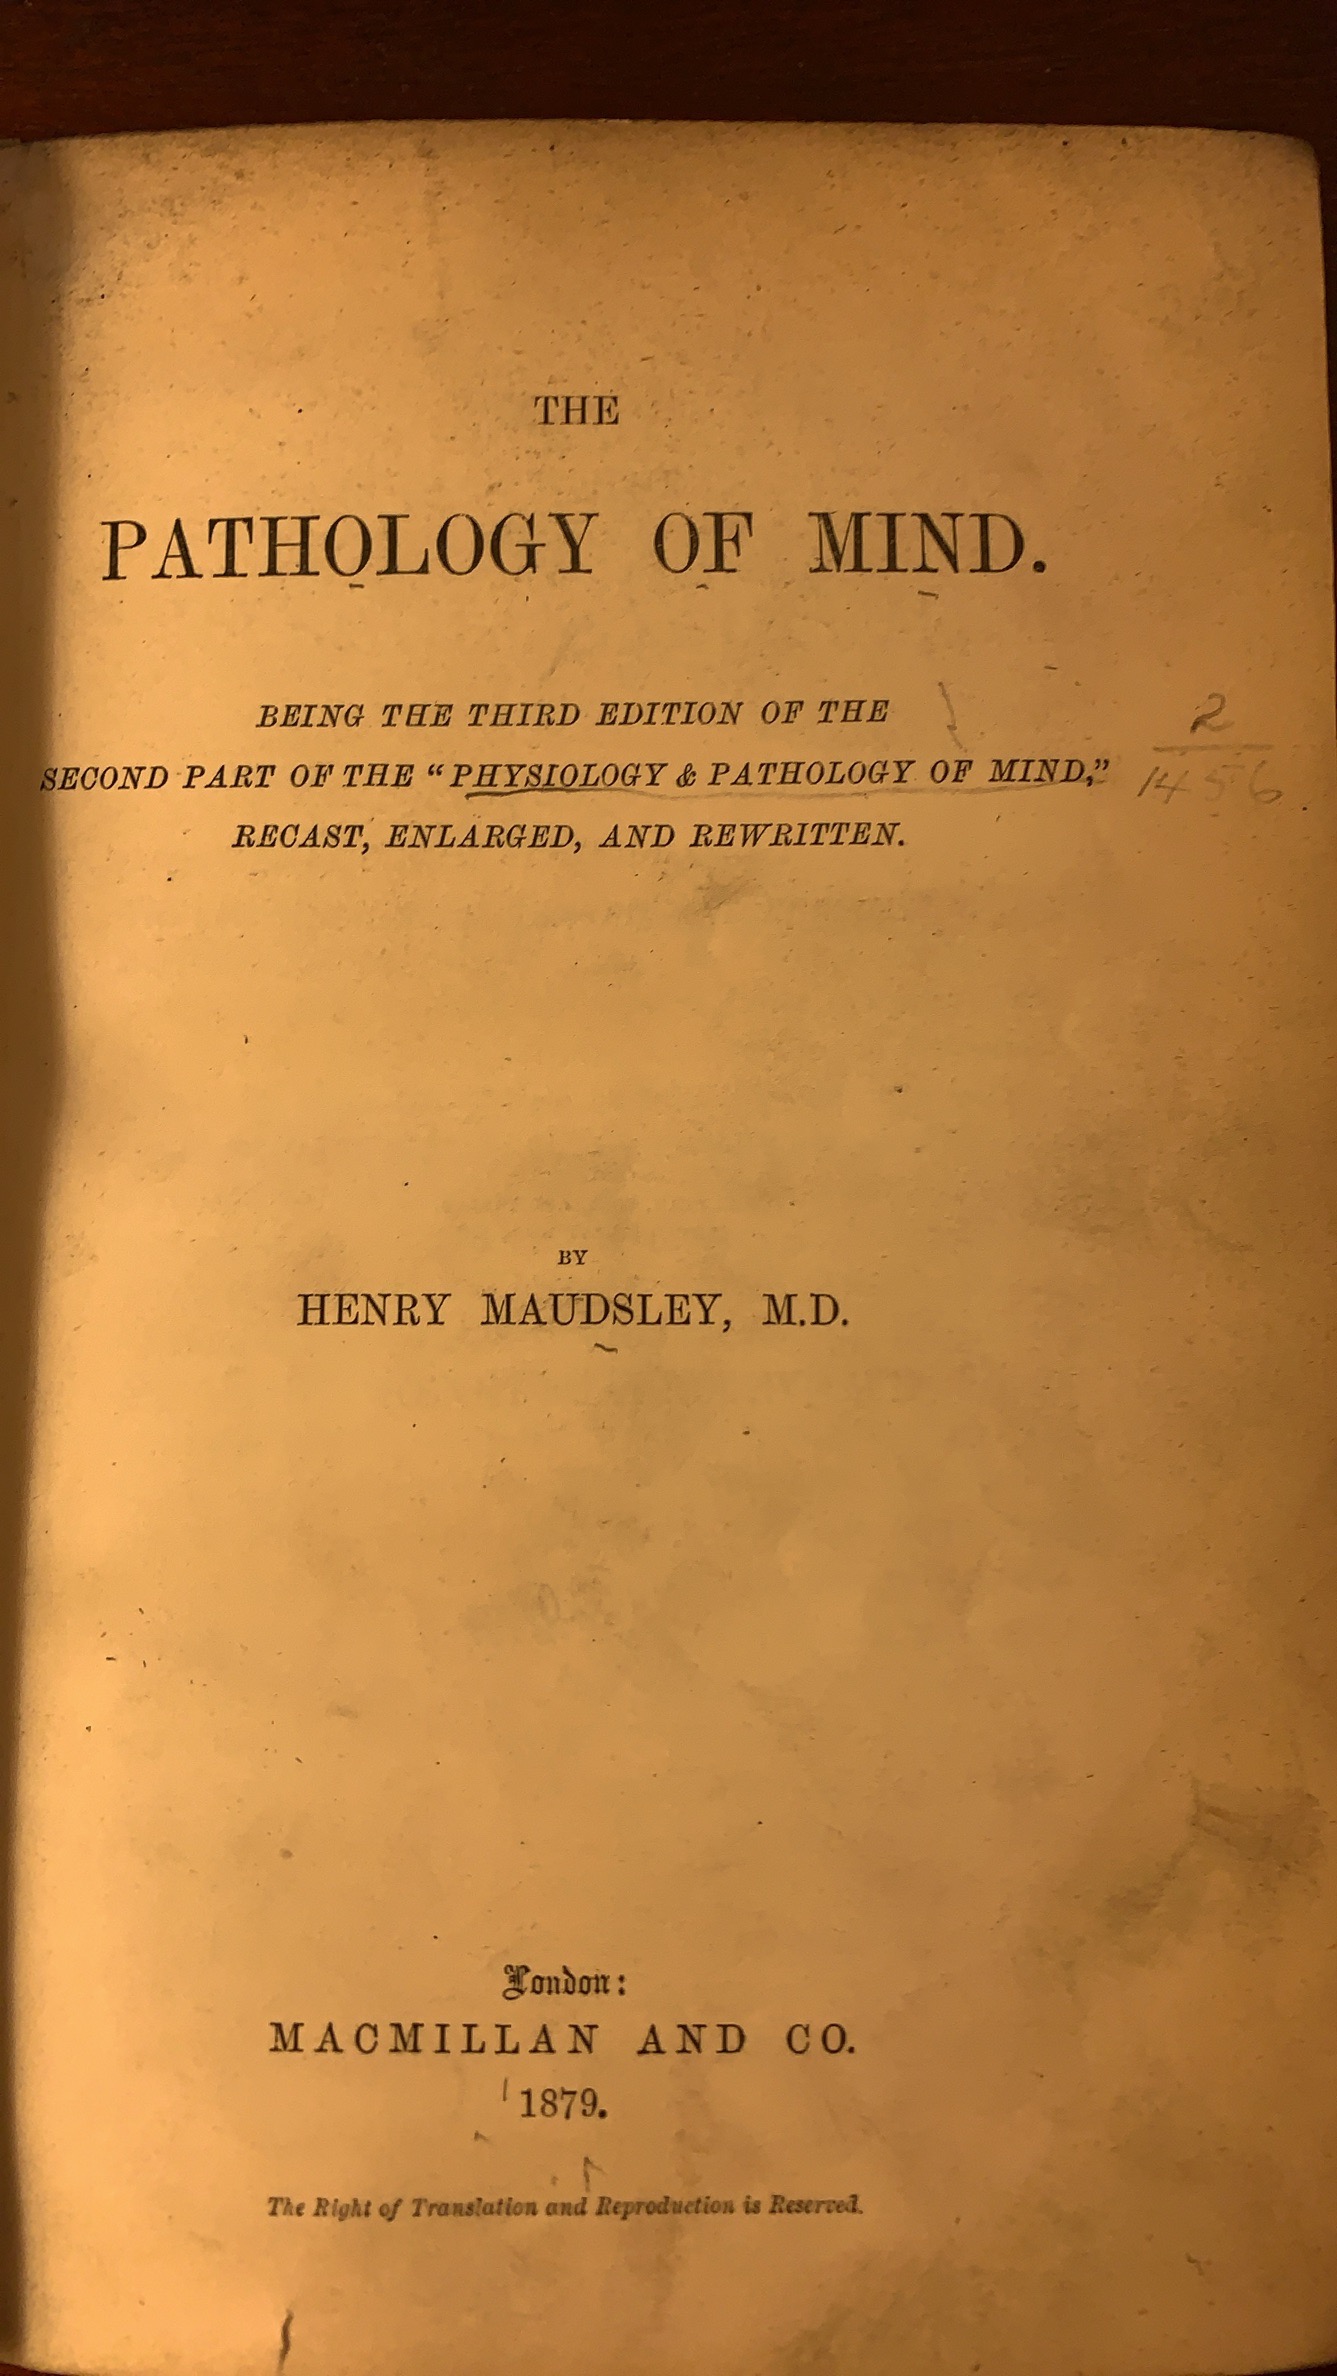 THE
PATHOLOGY OF MIND.
BEING THE THIRD EDITION OF THE
SECOND PART OF THE “PHYSIOLOGY & PATHOLOGY OF MIND,”
RECAST, ENLARGED, AND REWRITTEN.
2
1456
BY
HENRY MAUDSLEY, M.D.
London:
MACMILLAN AND CO.
1879.
The Right of Translation and Reproduction is Reserved.